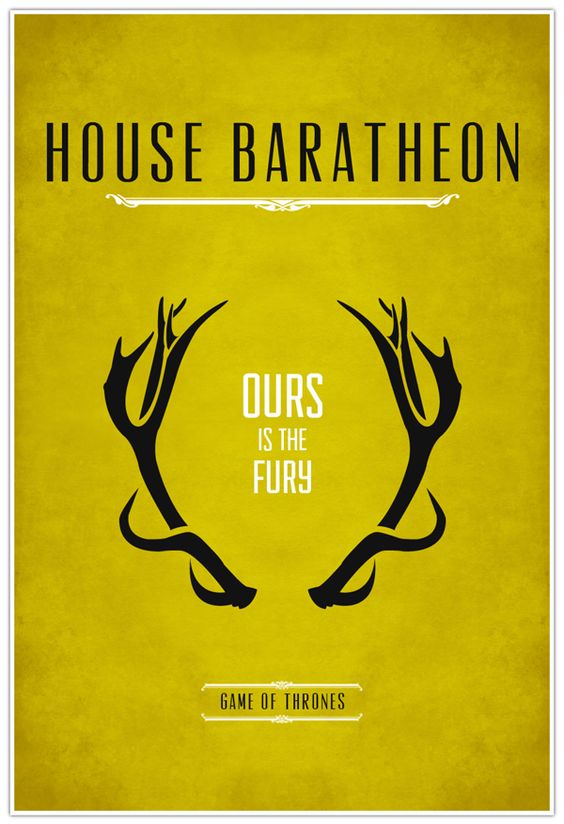 HOUSE BARATHEON
OURS
IS THE
FURY
GAME OF THRONES